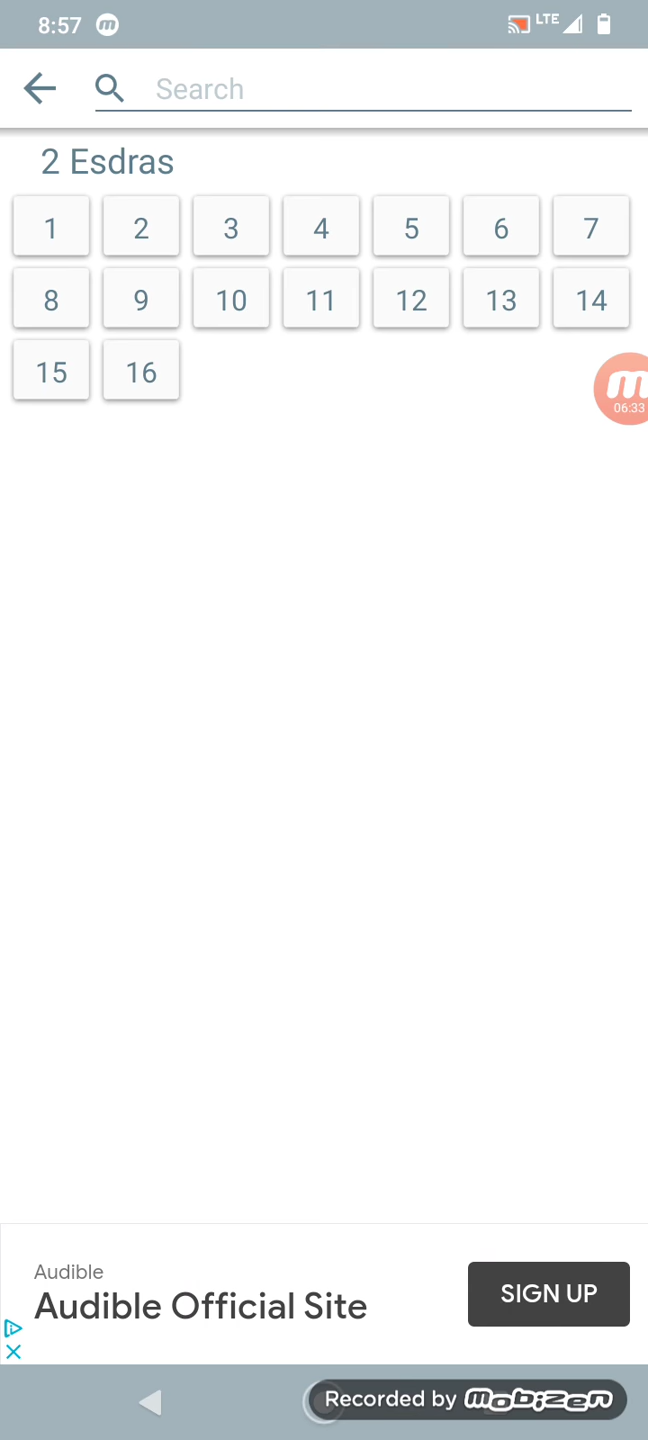 8:57 m LTE
Search
2 Esdras
1 2 3 4 5 6 7
8 9 10 11 12 13 14
15 16
m
06:33
Audible
Audible Official Site
SIGN UP
Recorded by mobizen